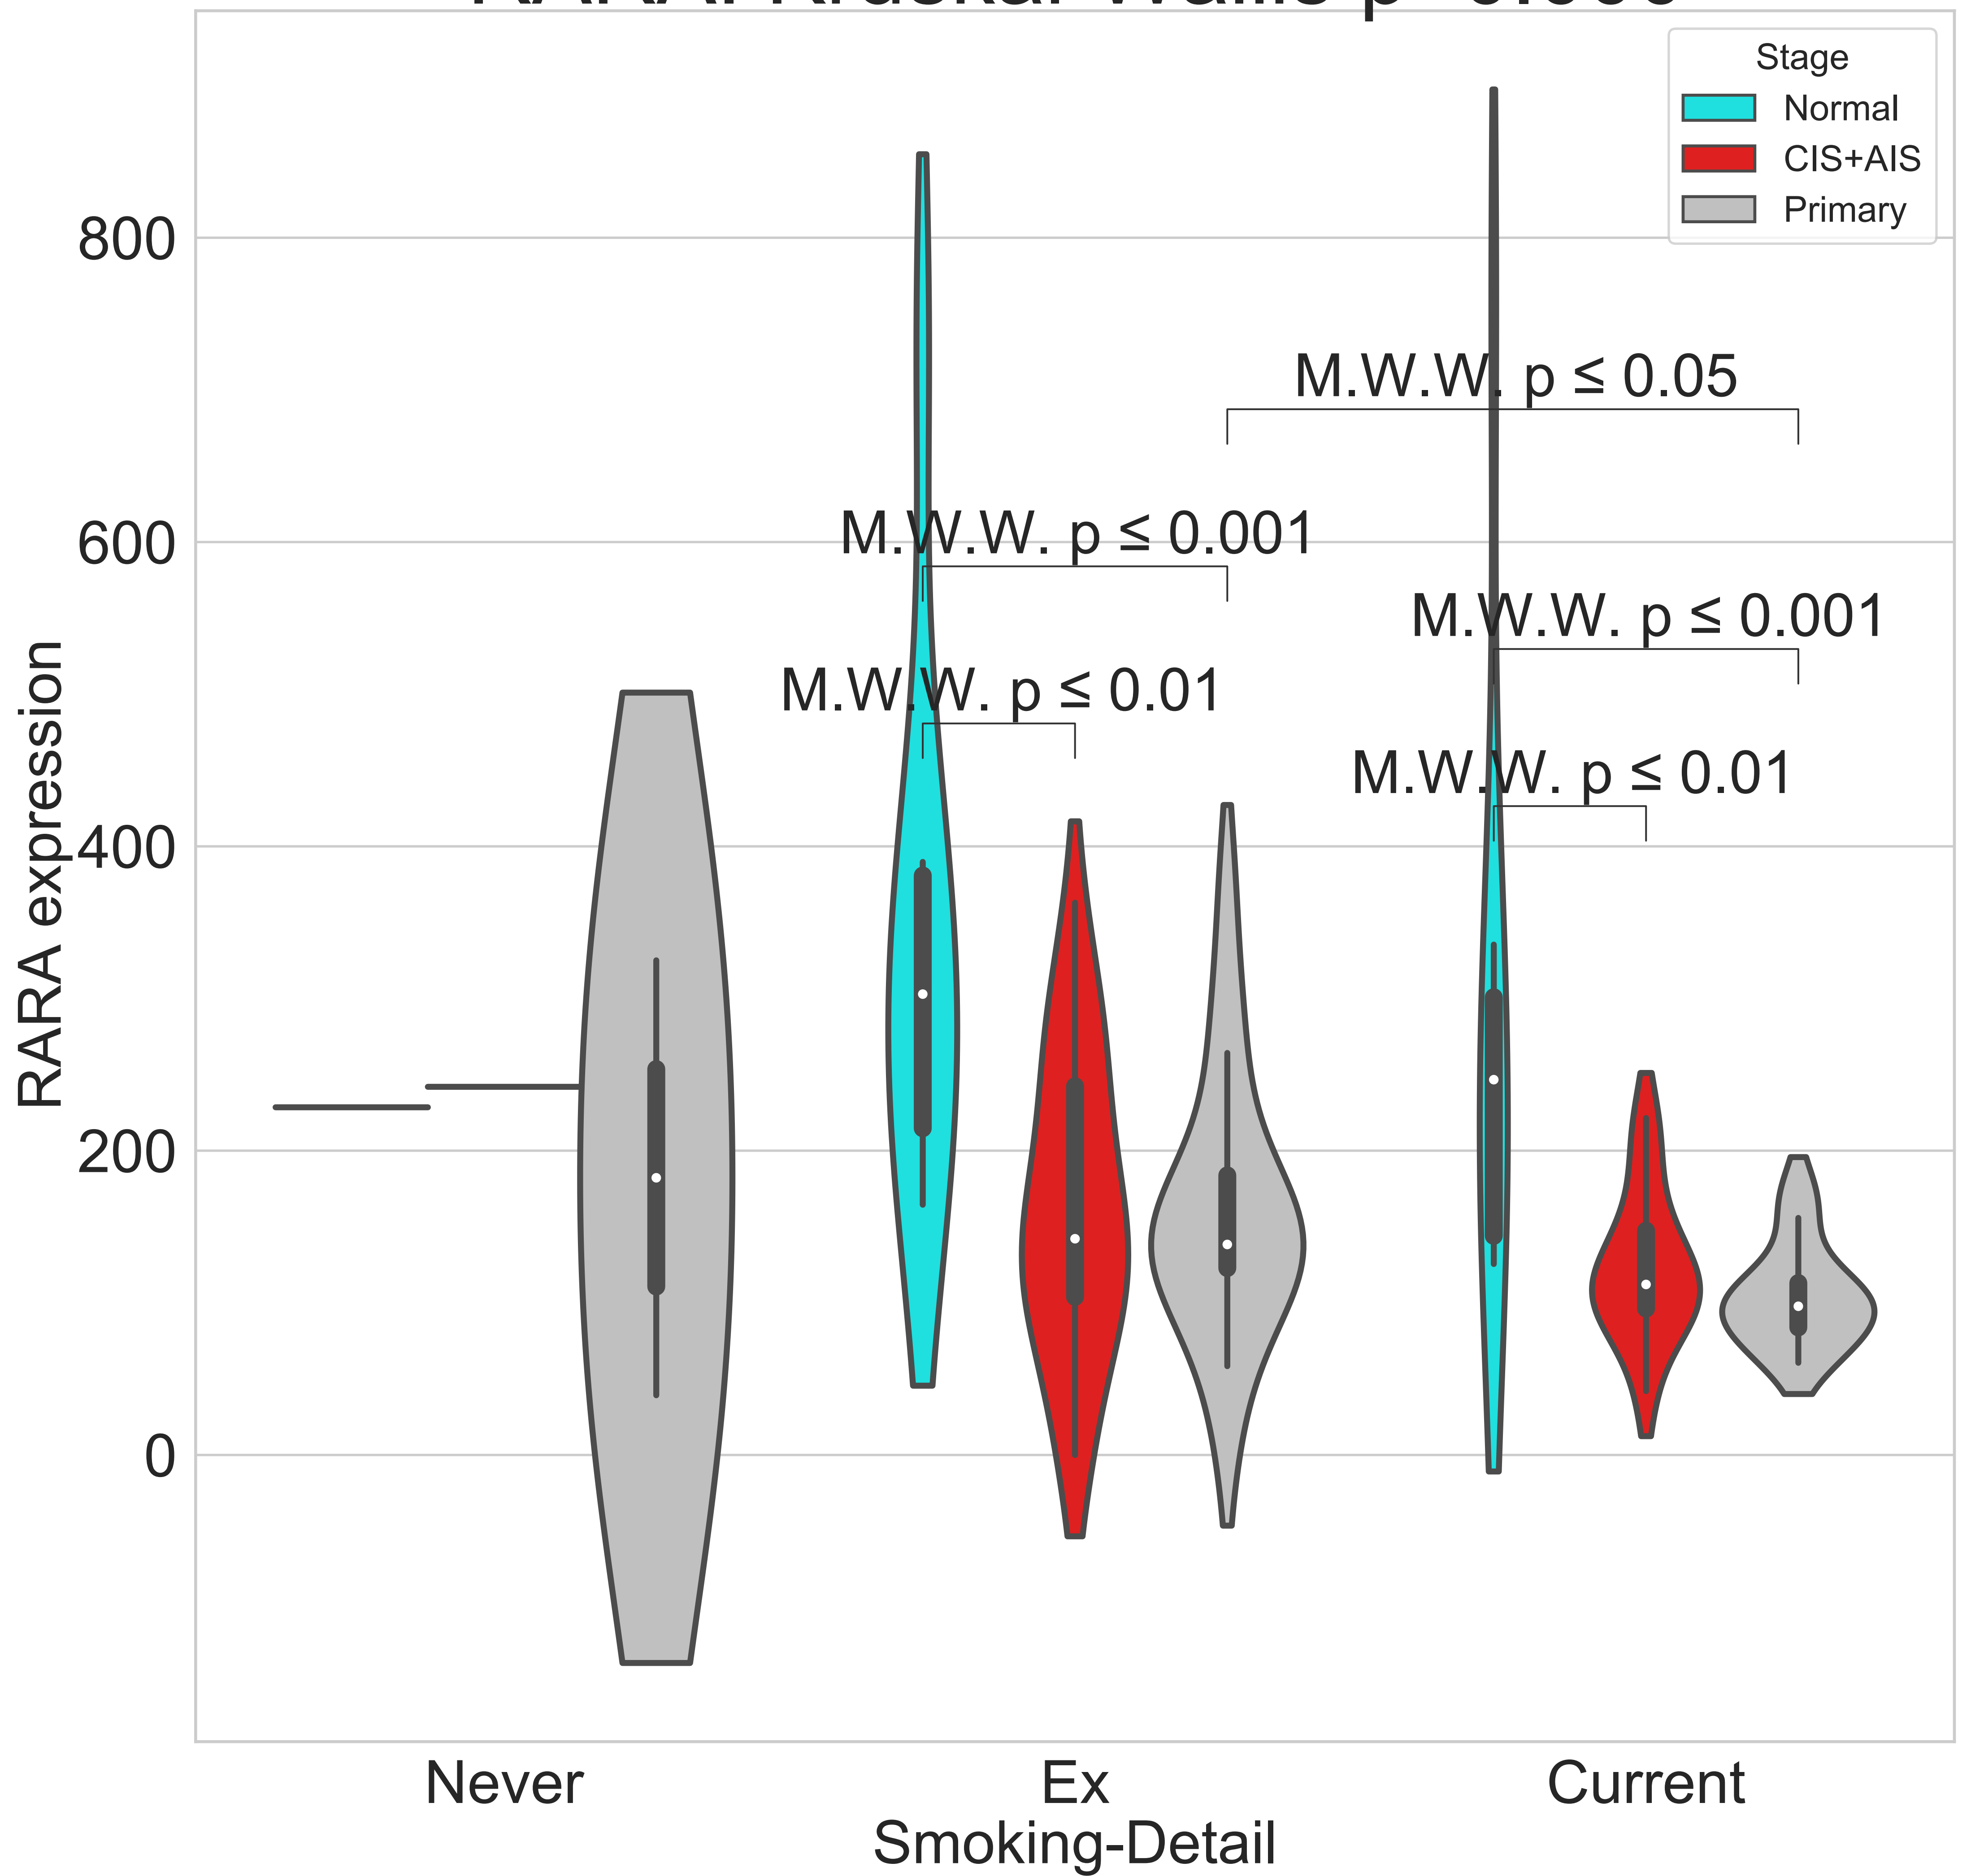 Stage
Normal
CIS+AIS
Primary
800
600
400
200
0
RARA expression
M.W.W. p ≤ 0.05
M.W.W. p ≤ 0.001
M.W.W. p ≤ 0.001
M.W.W. p ≤ 0.01
M.W.W. p ≤ 0.01
Never
Ex
Current
Smoking-Detail